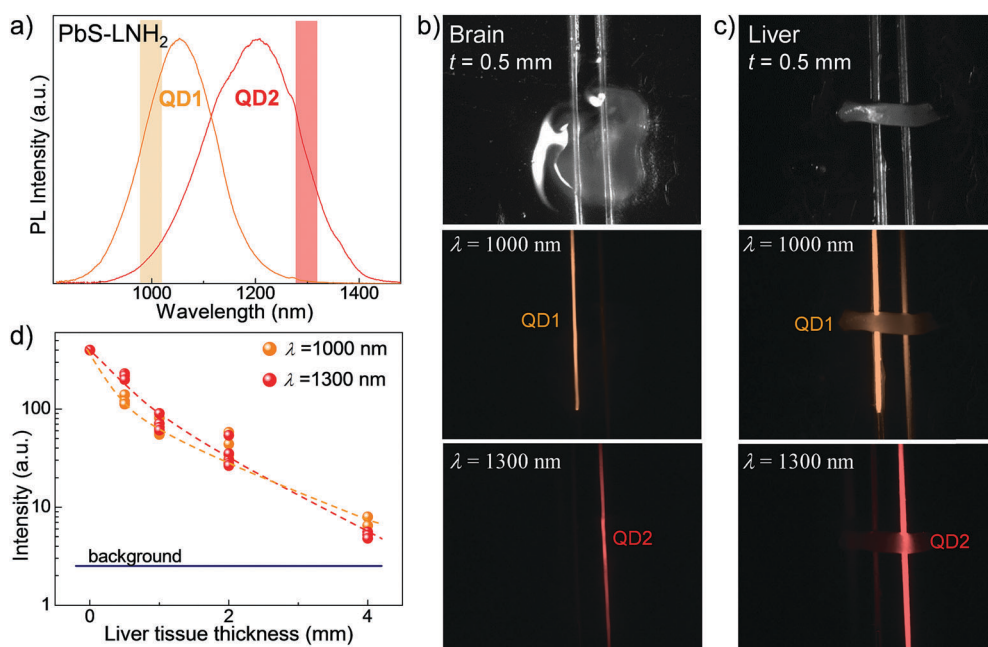 a)
PbS-LNH₂
QD1
QD2
PL Intensity (a.u.)
1000
1200
1400
Wavelength (nm)
b)
Brain
t = 0.5 mm
λ = 1000 nm
QD1
λ = 1300 nm
QD2
c)
Liver
t = 0.5 mm
λ = 1000 nm
QD1
λ = 1300 nm
QD2
d)
λ =1000 nm
λ =1300 nm
100
10
1
Intensity (a.u.)
background
0
2
4
Liver tissue thickness (mm)